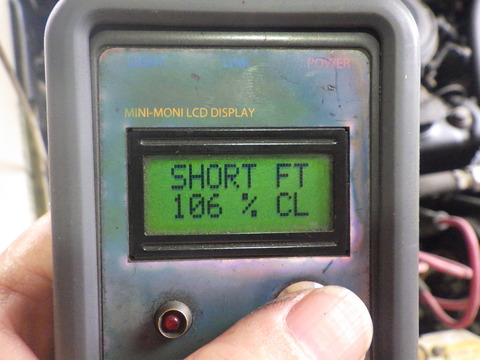 POWER
MINI-MONI LCD DISPLAY
SHORT FT
106 % CL